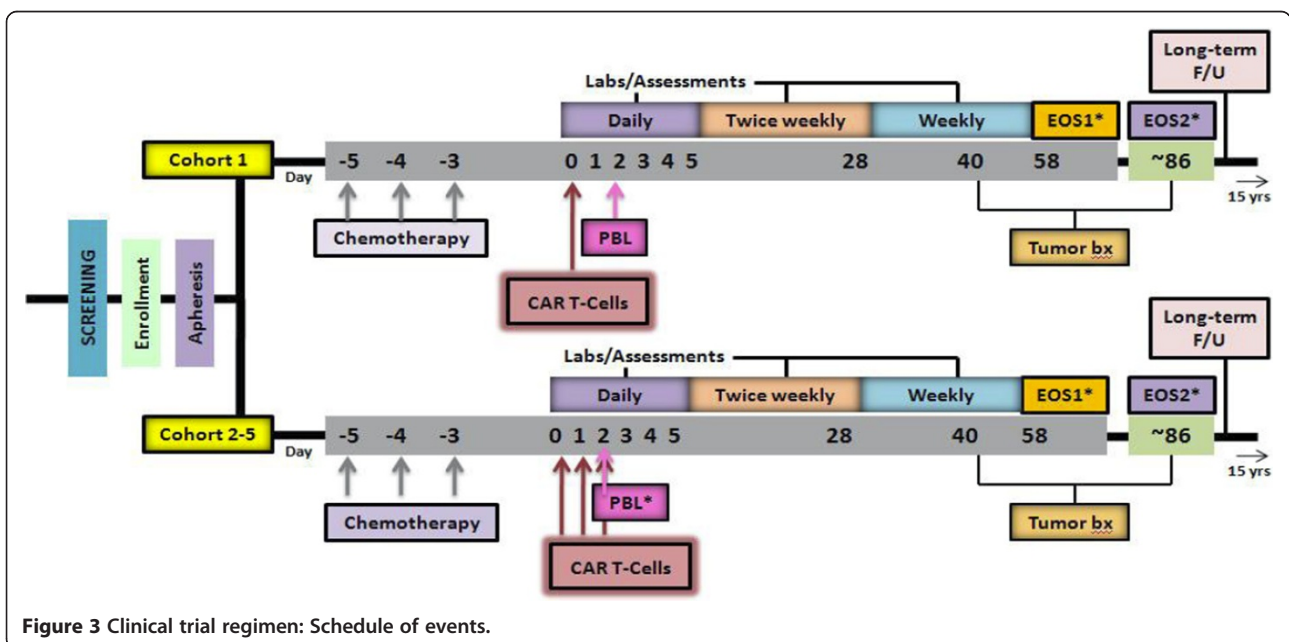 Long-term
F/U
Labs/Assessments
Daily Twice weekly Weekly EOS1* EOS2*
Cohort 1
Day -5 -4 -3 0 1 2 3 4 5 28 40 58 ~86
15 yrs
Chemotherapy PBL
Tumor bx
CAR T-Cells
SCREENING
Enrollment
Apheresis
Long-term
F/U
Labs/Assessments
Daily Twice weekly Weekly EOS1* EOS2*
Cohort 2-5
Day -5 -4 -3 0 1 2 3 4 5 28 40 58 ~86
15 yrs
Chemotherapy PBL*
Tumor bx
CAR T-Cells
Figure 3 Clinical trial regimen: Schedule of events.